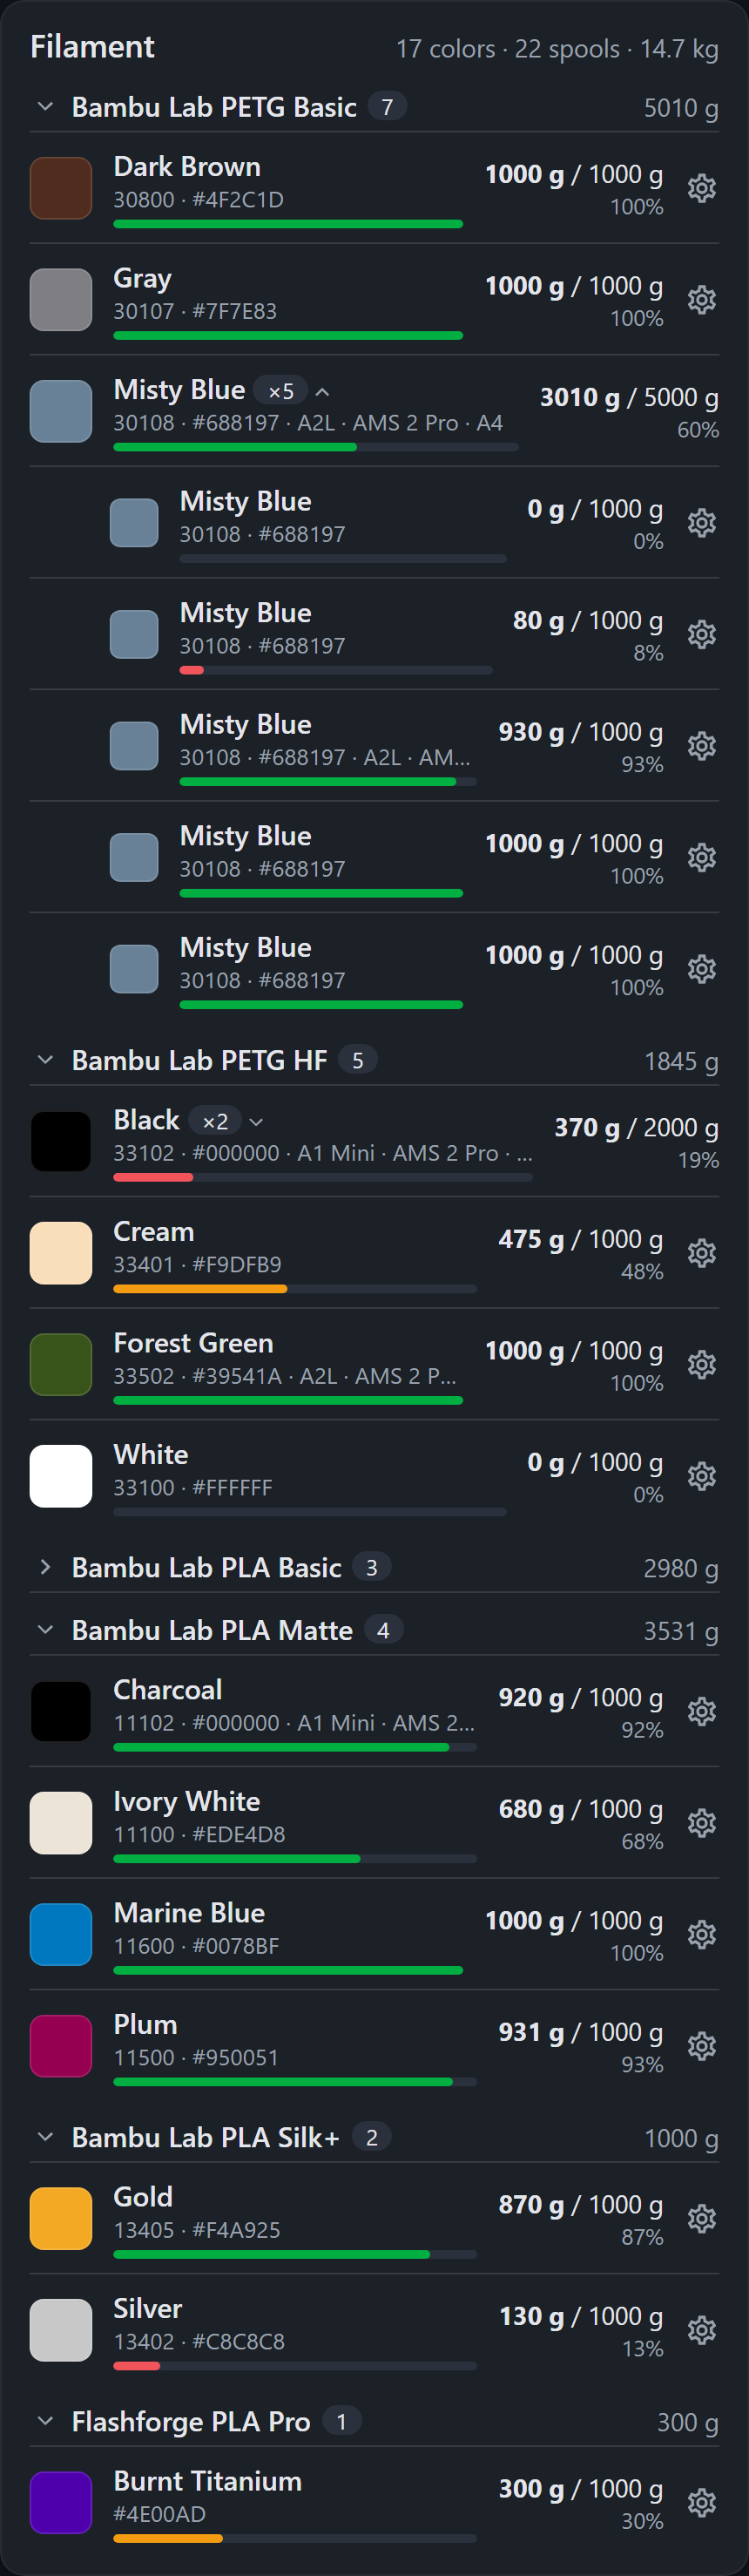 Filament
17 colors · 22 spools · 14.7 kg
Bambu Lab PETG Basic 7
5010 g
Dark Brown
1000 g / 1000 g
30800 · #4F2C1D
100%
Gray
1000 g / 1000 g
30107 · #7F7E83
100%
Misty Blue ×5
3010 g / 5000 g
30108 · #688197 · A2L · AMS 2 Pro · A4
60%
Misty Blue
0 g / 1000 g
30108 · #688197
0%
Misty Blue
80 g / 1000 g
30108 · #688197
8%
Misty Blue
930 g / 1000 g
30108 · #688197 · A2L · AM...
93%
Misty Blue
1000 g / 1000 g
30108 · #688197
100%
Misty Blue
1000 g / 1000 g
30108 · #688197
100%
Bambu Lab PETG HF 5
1845 g
Black ×2
370 g / 2000 g
33102 · #000000 · A1 Mini · AMS 2 Pro · ...
19%
Cream
475 g / 1000 g
33401 · #F9DFB9
48%
Forest Green
1000 g / 1000 g
33502 · #39541A · A2L · AMS 2 P...
100%
White
0 g / 1000 g
33100 · #FFFFFF
0%
Bambu Lab PLA Basic 3
2980 g
Bambu Lab PLA Matte 4
3531 g
Charcoal
920 g / 1000 g
11102 · #000000 · A1 Mini · AMS 2...
92%
Ivory White
680 g / 1000 g
11100 · #EDE4D8
68%
Marine Blue
1000 g / 1000 g
11600 · #0078BF
100%
Plum
931 g / 1000 g
11500 · #950051
93%
Bambu Lab PLA Silk+ 2
1000 g
Gold
870 g / 1000 g
13405 · #F4A925
87%
Silver
130 g / 1000 g
13402 · #C8C8C8
13%
Flashforge PLA Pro 1
300 g
Burnt Titanium
300 g / 1000 g
#4E00AD
30%